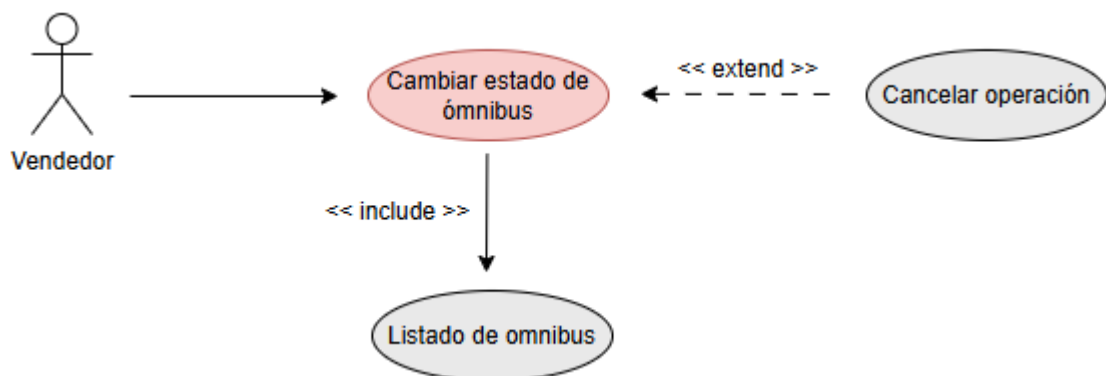 Vendedor
Cambiar estado de
ómnibus
<< extend >>
Cancelar operación
<< include >>
Listado de omnibus